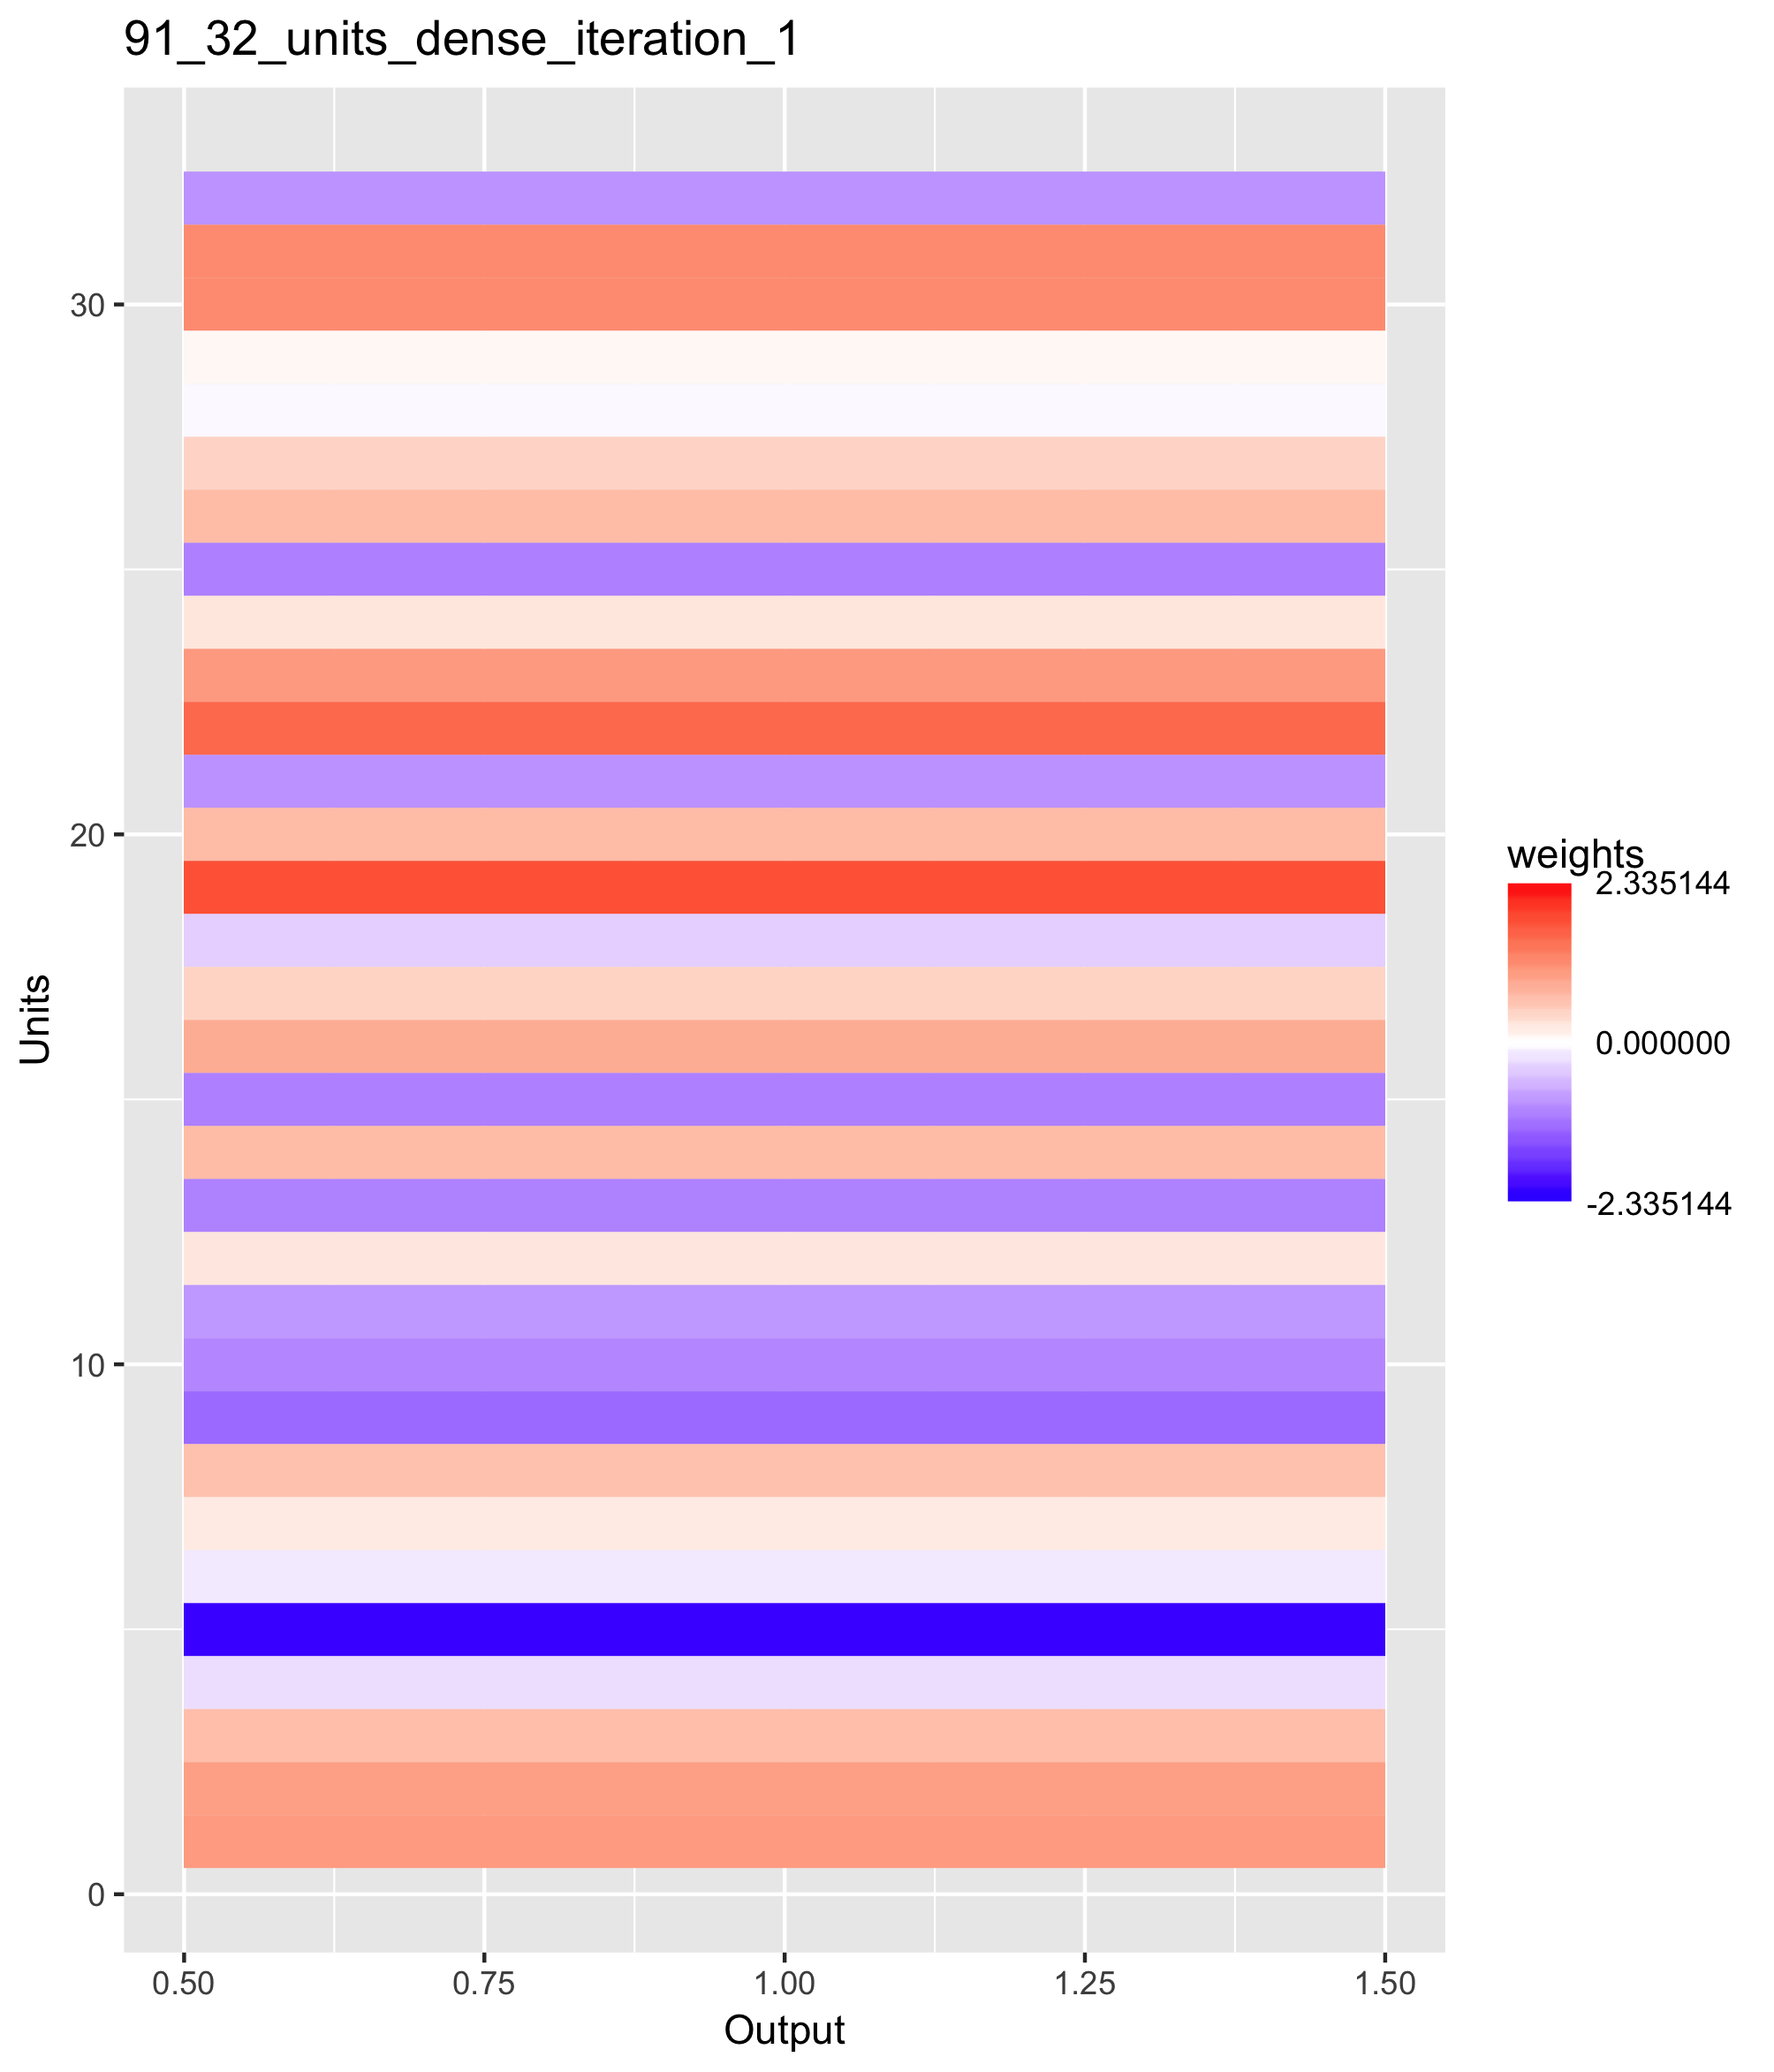 91_32_units_dense_iteration_1
30
20
10
0
Units
0.50 0.75 1.00 1.25 1.50
Output
weights
2.335144
0.000000
-2.335144